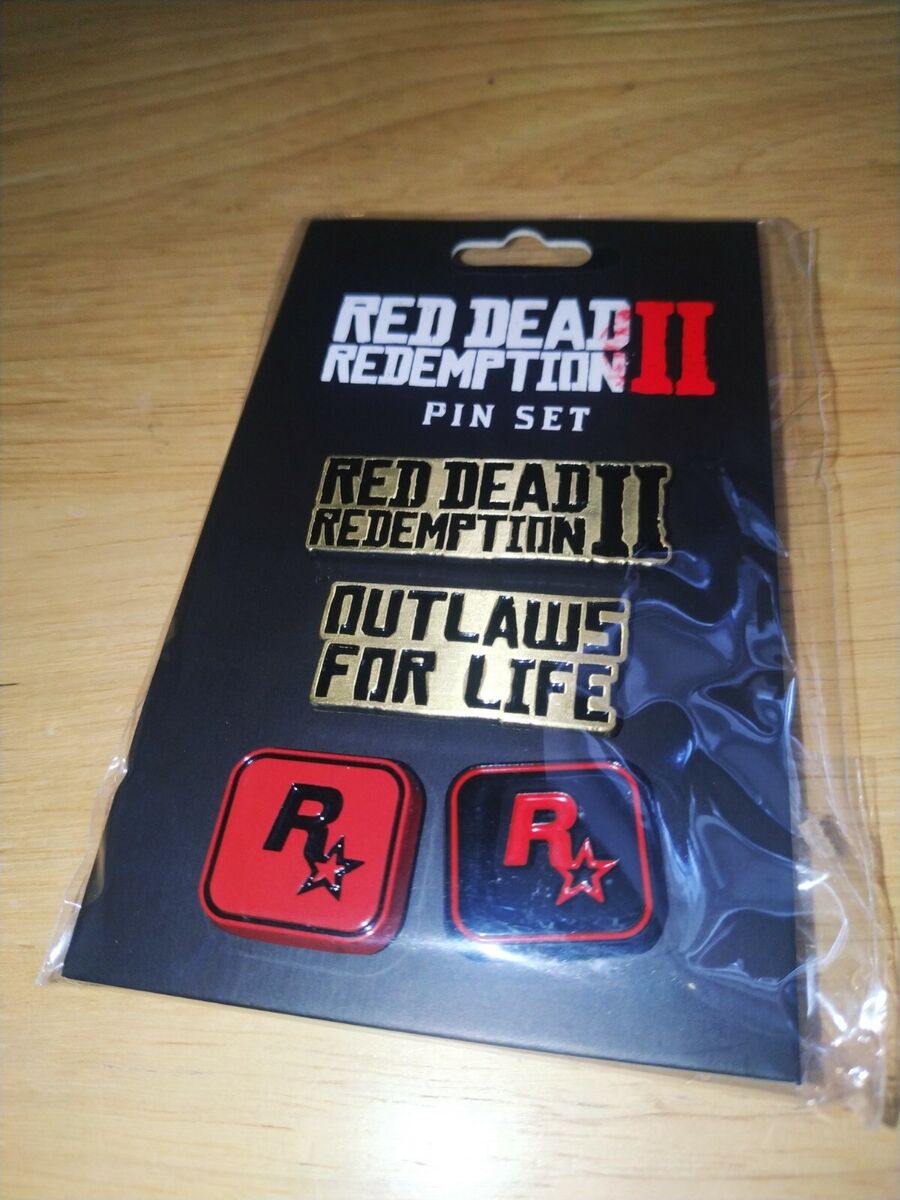 RED DEAD II
REDEMPTION
PIN SET
RED DEAD II
REDEMPTION
OUTLAWS
FOR LIFE
R
R